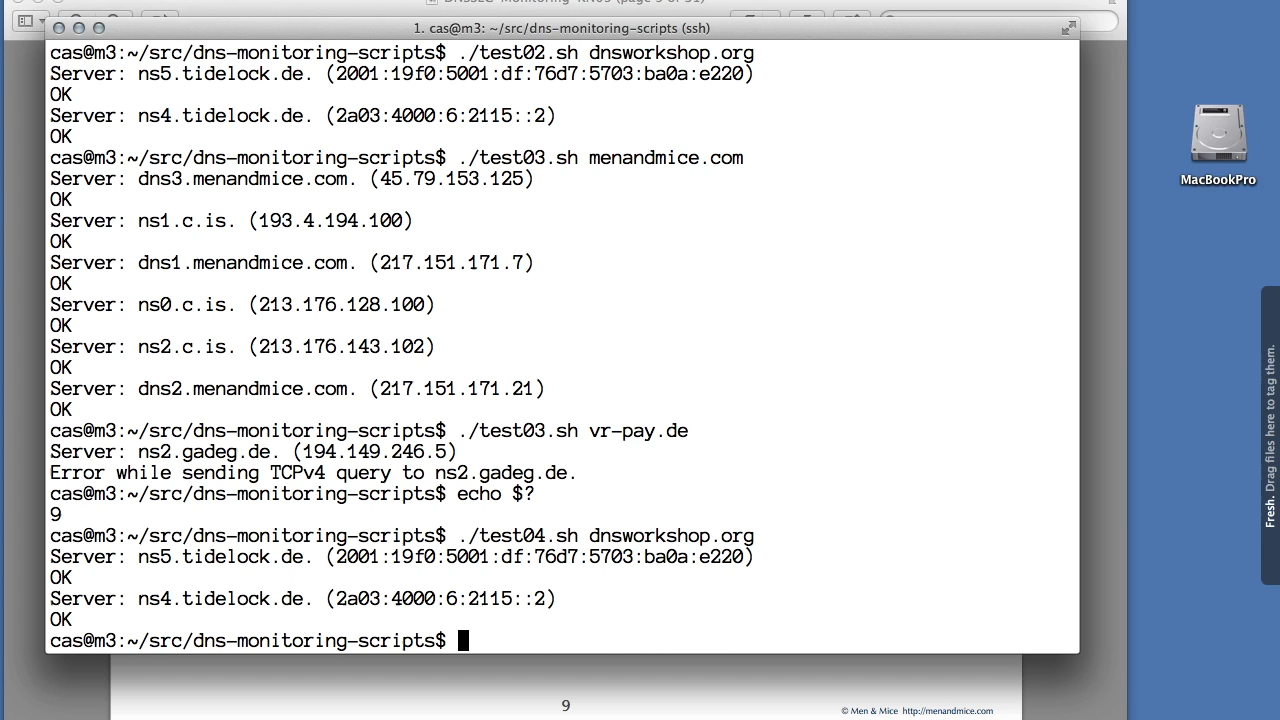 1. cas@m3: ~/src/dns-monitoring-scripts (ssh)
cas@m3:~/src/dns-monitoring-scripts$ ./test02.sh dnsworkshop.org
Server: ns5.tidelock.de. (2001:19f0:5001:df:76d7:5703:ba0a:e220)
OK
Server: ns4.tidelock.de. (2a03:4000:6:2115::2)
OK
cas@m3:~/src/dns-monitoring-scripts$ ./test03.sh menandmice.com
Server: dns3.menandmice.com. (45.79.153.125)
OK
Server: ns1.c.is. (193.4.194.100)
OK
Server: dns1.menandmice.com. (217.151.171.7)
OK
Server: ns0.c.is. (213.176.128.100)
OK
Server: ns2.c.is. (213.176.143.102)
OK
Server: dns2.menandmice.com. (217.151.171.21)
OK
cas@m3:~/src/dns-monitoring-scripts$ ./test03.sh vr-pay.de
Server: ns2.gadeg.de. (194.149.246.5)
Error while sending TCPv4 query to ns2.gadeg.de.
cas@m3:~/src/dns-monitoring-scripts$ echo $?
9
cas@m3:~/src/dns-monitoring-scripts$ ./test04.sh dnsworkshop.org
Server: ns5.tidelock.de. (2001:19f0:5001:df:76d7:5703:ba0a:e220)
OK
Server: ns4.tidelock.de. (2a03:4000:6:2115::2)
OK
cas@m3:~/src/dns-monitoring-scripts$
MacBookPro
Fresh. Drag files here to tag them.
9
© Men & Mice http://menandmice.com